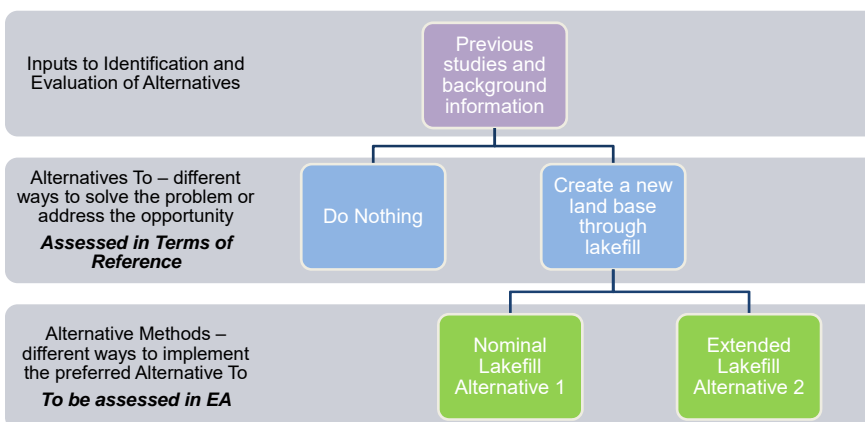 Inputs to Identification and
Evaluation of Alternatives
Previous
studies and
background
information
Alternatives To – different
ways to solve the problem or
address the opportunity
Assessed in Terms of
Reference
Do Nothing
Create a new
land base
through
lakefill
Alternative Methods –
different ways to implement
the preferred Alternative To
To be assessed in EA
Nominal
Lakefill
Alternative 1
Extended
Lakefill
Alternative 2